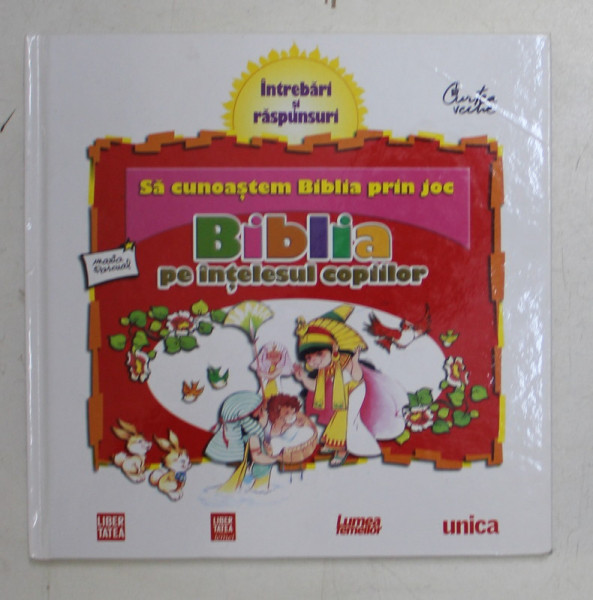 Întrebări
și
răspunsuri
Curtea
veche
Să cunoaștem Biblia prin joc
Biblia
pe înțelesul copiilor
LIBER
TATEA
LIBER
TATEA
Lumea
femeilor
unica